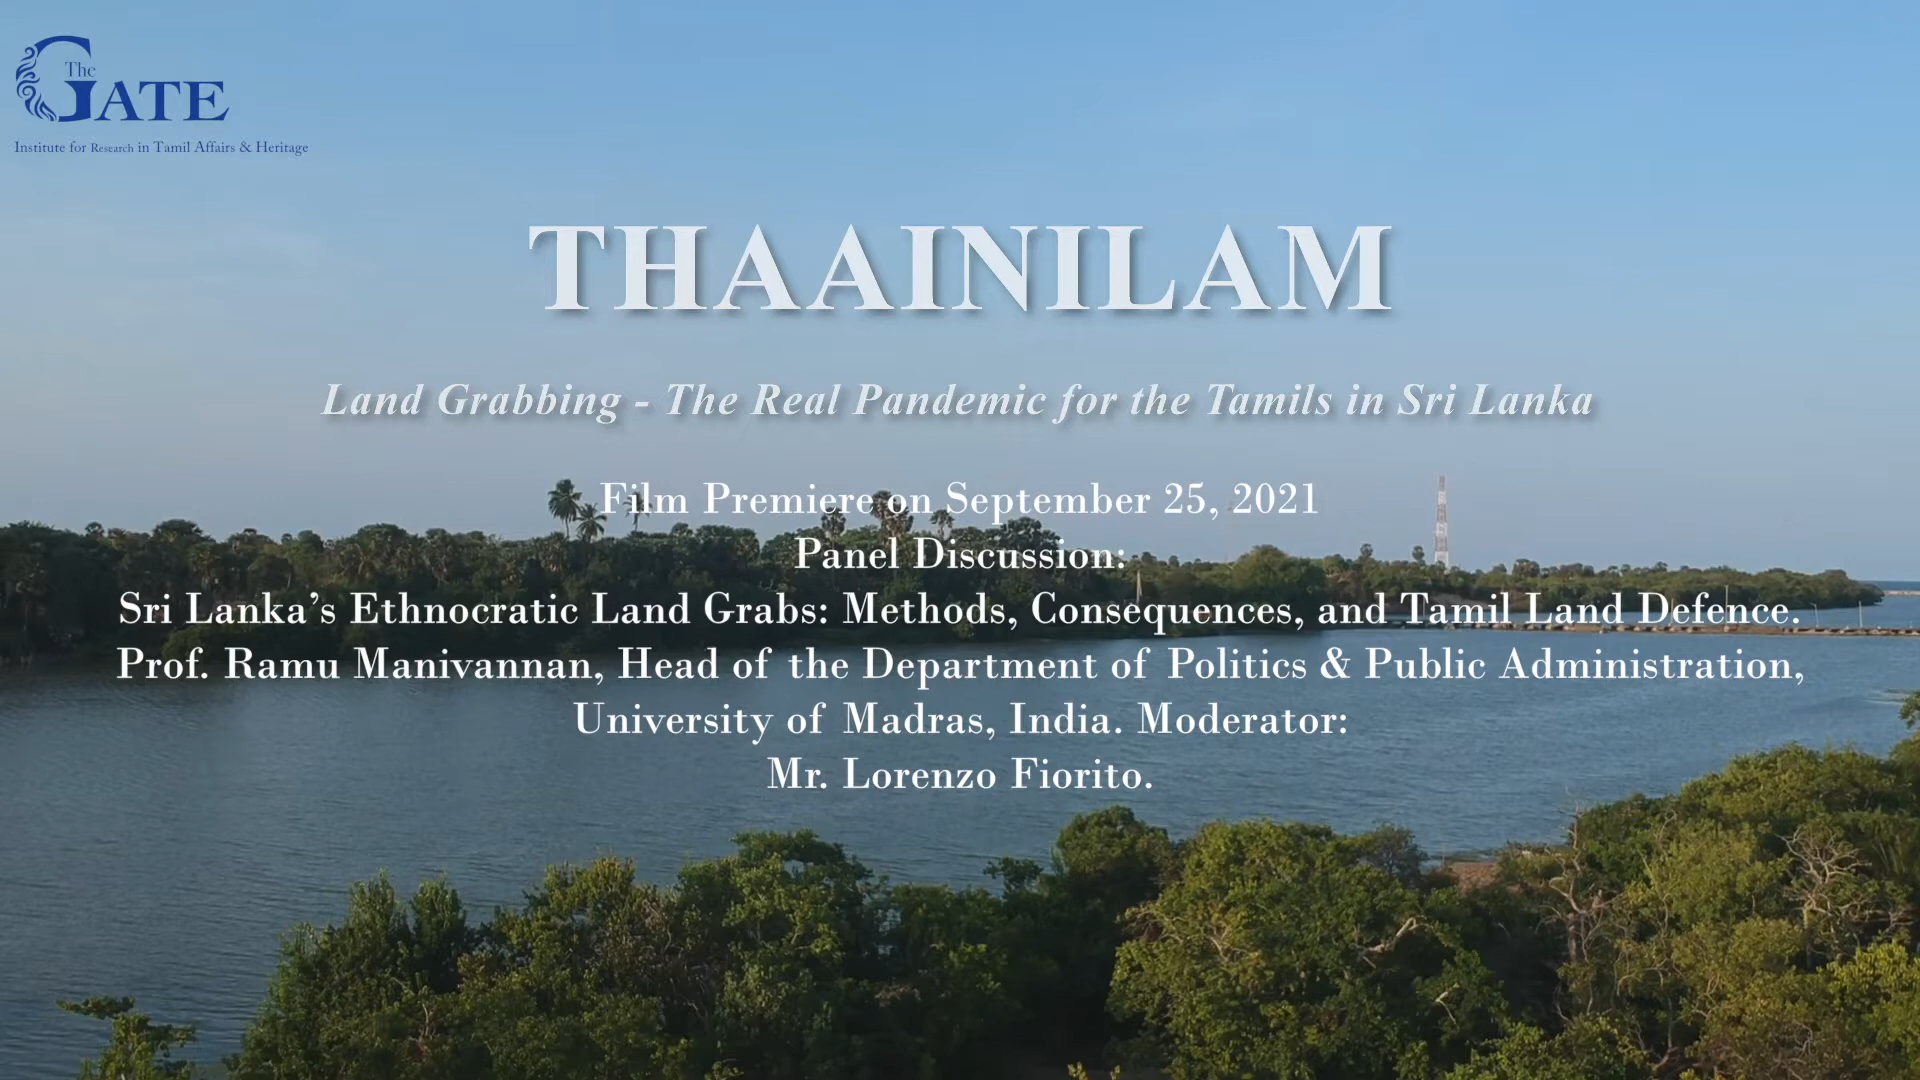 The
GATE
Institute for Research in Tamil Affairs & Heritage
THAAINILAM
Land Grabbing - The Real Pandemic for the Tamils in Sri Lanka
Film Premiere on September 25, 2021
Panel Discussion:
Sri Lanka’s Ethnocratic Land Grabs: Methods, Consequences, and Tamil Land Defence.
Prof. Ramu Manivannan, Head of the Department of Politics & Public Administration,
University of Madras, India. Moderator:
Mr. Lorenzo Fiorito.